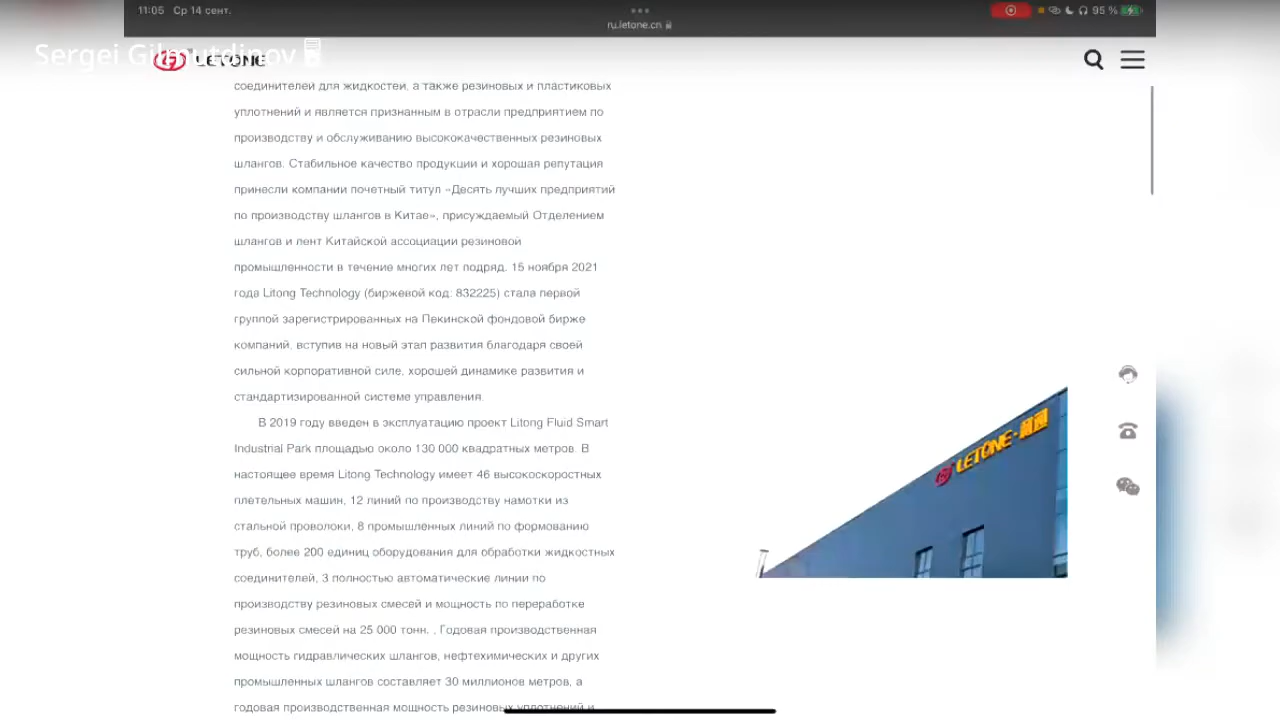 11:05 Ср 14 сент.
95 %
ru.letone.cn
Sergei Gilmutdinov
LETONE
соединителей для жидкостей, а также резиновых и пластиковых
уплотнений и является признанным в отрасли предприятием по
производству и обслуживанию высококачественных резиновых
шлангов. Стабильное качество продукции и хорошая репутация
принесли компании почетный титул «Десять лучших предприятий
по производству шлангов в Китае», присуждаемый Отделением
шлангов и лент Китайской ассоциации резиновой
промышленности в течение многих лет подряд. 15 ноября 2021
года Litong Technology (биржевой код: 832225) стала первой
группой зарегистрированных на Пекинской фондовой бирже
компаний, вступив на новый этап развития благодаря своей
сильной корпоративной силе, хорошей динамике развития и
стандартизированной системе управления.
В 2019 году введен в эксплуатацию проект Litong Fluid Smart
Industrial Park площадью около 130 000 квадратных метров. В
настоящее время Litong Technology имеет 46 высокоскоростных
плетельных машин, 12 линий по производству намотки из
стальной проволоки, 8 промышленных линий по формованию
труб, более 200 единиц оборудования для обработки жидкостных
соединителей, 3 полностью автоматические линии по
производству резиновых смесей и мощность по переработке
резиновых смесей на 25 000 тонн. , Годовая производственная
мощность гидравлических шлангов, нефтехимических и других
промышленных шлангов составляет 30 миллионов метров, а
годовая производственная мощность резиновых уплотнений и
LETONE·利通